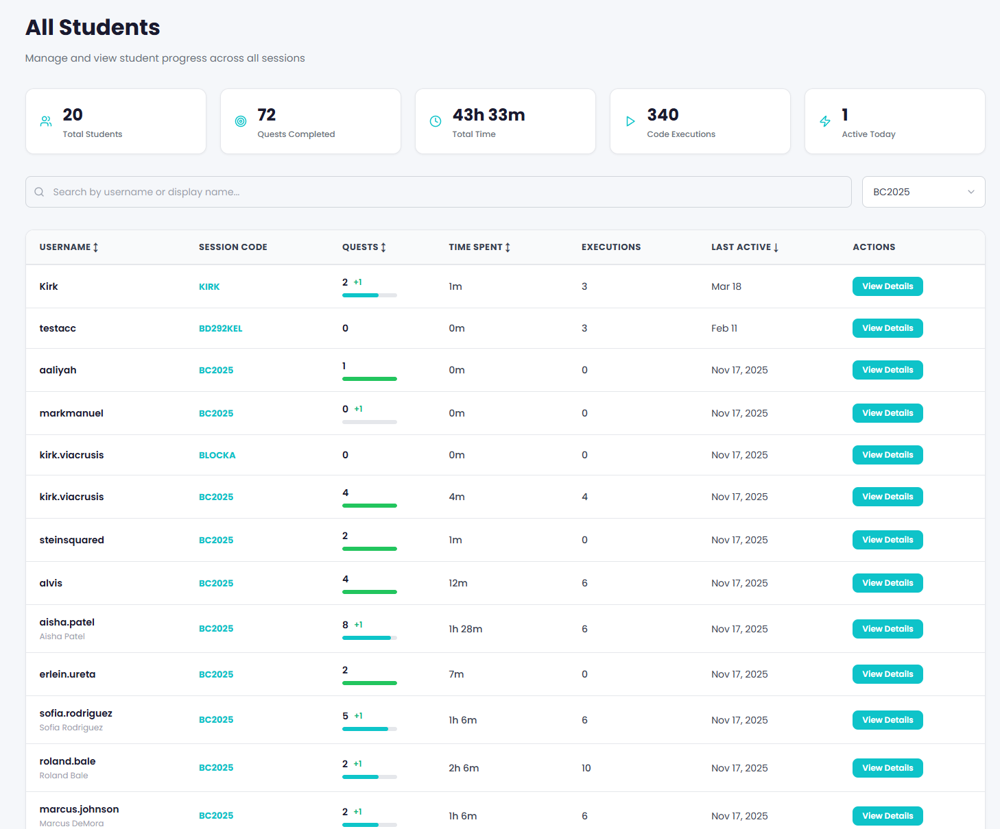 All Students
Manage and view student progress across all sessions
20
Total Students
72
Quests Completed
43h 33m
Total Time
340
Code Executions
1
Active Today
Search by username or display name...
BC2025
USERNAME ↕ SESSION CODE QUESTS ↕ TIME SPENT ↕ EXECUTIONS LAST ACTIVE ↓ ACTIONS
Kirk KIRK 2 +1 1m 3 Mar 18 View Details
testacc BD292KEL 0 0m 3 Feb 11 View Details
aaliyah BC2025 1 0m 0 Nov 17, 2025 View Details
markmanuel BC2025 0 +1 0m 0 Nov 17, 2025 View Details
kirk.viacrusis BLOCKA 0 0m 0 Nov 17, 2025 View Details
kirk.viacrusis BC2025 4 4m 4 Nov 17, 2025 View Details
steinsquared BC2025 2 1m 0 Nov 17, 2025 View Details
alvis BC2025 4 12m 6 Nov 17, 2025 View Details
aisha.patel BC2025 8 +1 1h 28m 6 Nov 17, 2025 View Details
Aisha Patel
erlein.ureta BC2025 2 7m 0 Nov 17, 2025 View Details
sofia.rodriguez BC2025 5 +1 1h 6m 6 Nov 17, 2025 View Details
Sofia Rodriguez
roland.bale BC2025 2 +1 2h 6m 10 Nov 17, 2025 View Details
Roland Bale
marcus.johnson BC2025 2 +1 1h 6m 6 Nov 17, 2025 View Details
Marcus DeMora